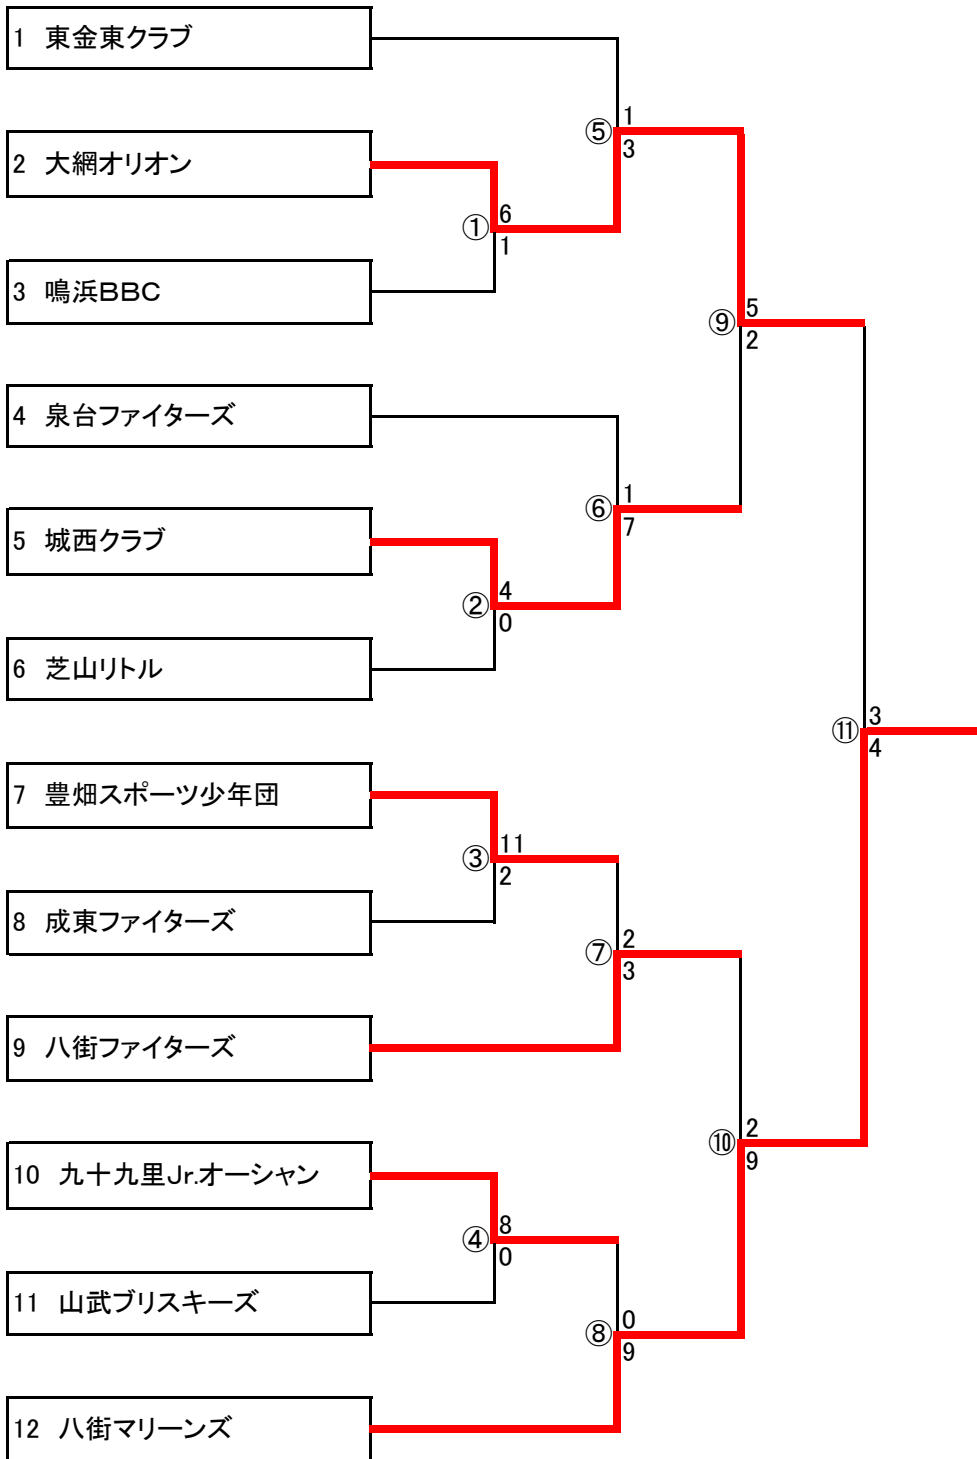 1 東金東クラブ
1
⑤
3
2 大網オリオン
6
①
1
3 鳴浜BBC
5
⑨
2
4 泉台ファイターズ
1
⑥
7
5 城西クラブ
4
②
0
6 芝山リトル
3
⑪
4
7 豊畑スポーツ少年団
11
③
2
8 成東ファイターズ
2
⑦
3
9 八街ファイターズ
2
⑩
9
10 九十九里Jr.オーシャン
8
④
0
11 山武ブリスキーズ
0
⑧
9
12 八街マリーンズ